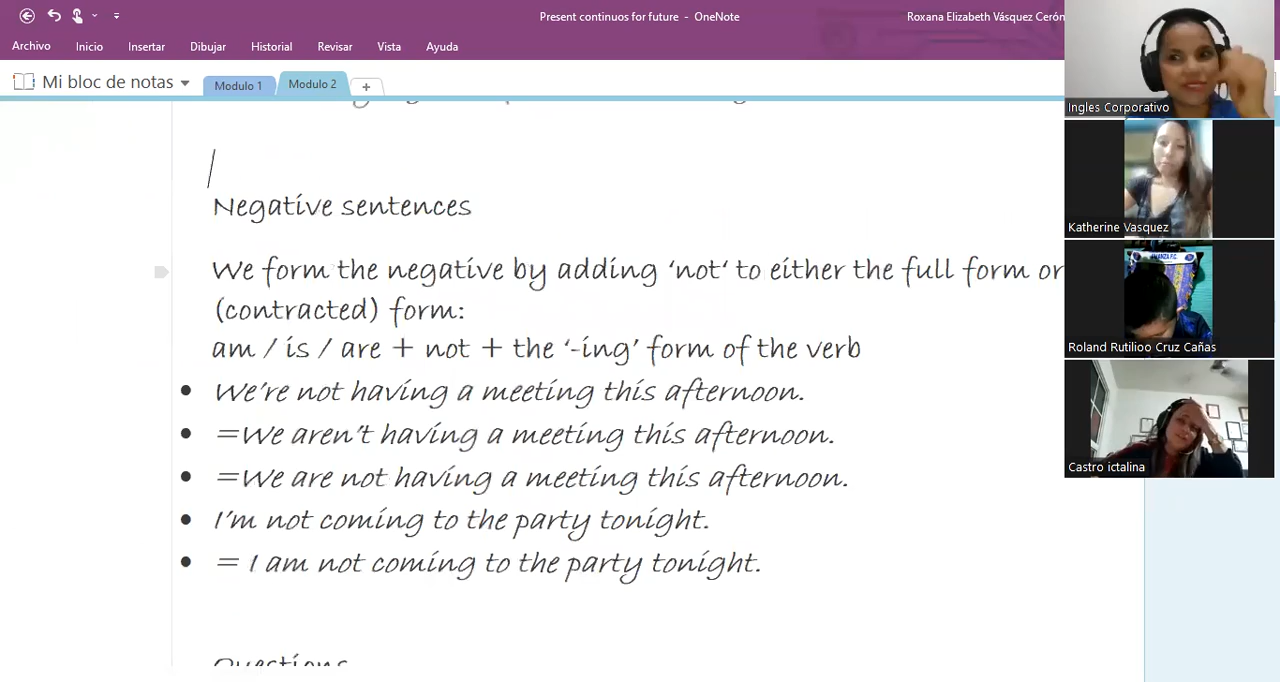 Present continuos for future - OneNote
Roxana Elizabeth Vásquez Cerón
Archivo Inicio Insertar Dibujar Historial Revisar Vista Ayuda
Mi bloc de notas Modulo 1 Modulo 2 +
Negative sentences
We form the negative by adding ‘not‘ to either the full form or
(contracted) form:
am / is / are + not + the ‘-ing’ form of the verb
• We’re not having a meeting this afternoon.
• =We aren’t having a meeting this afternoon.
• =We are not having a meeting this afternoon.
• I’m not coming to the party tonight.
• = I am not coming to the party tonight.
Questions
Ingles Corporativo
Katherine Vasquez
Roland Rutilioo Cruz Cañas
Castro ictalina